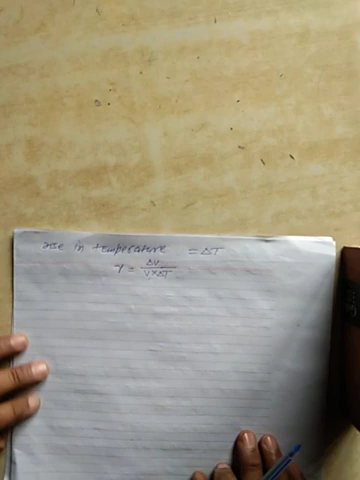 rise in temperature = ΔT
γ = ΔV / V×ΔT